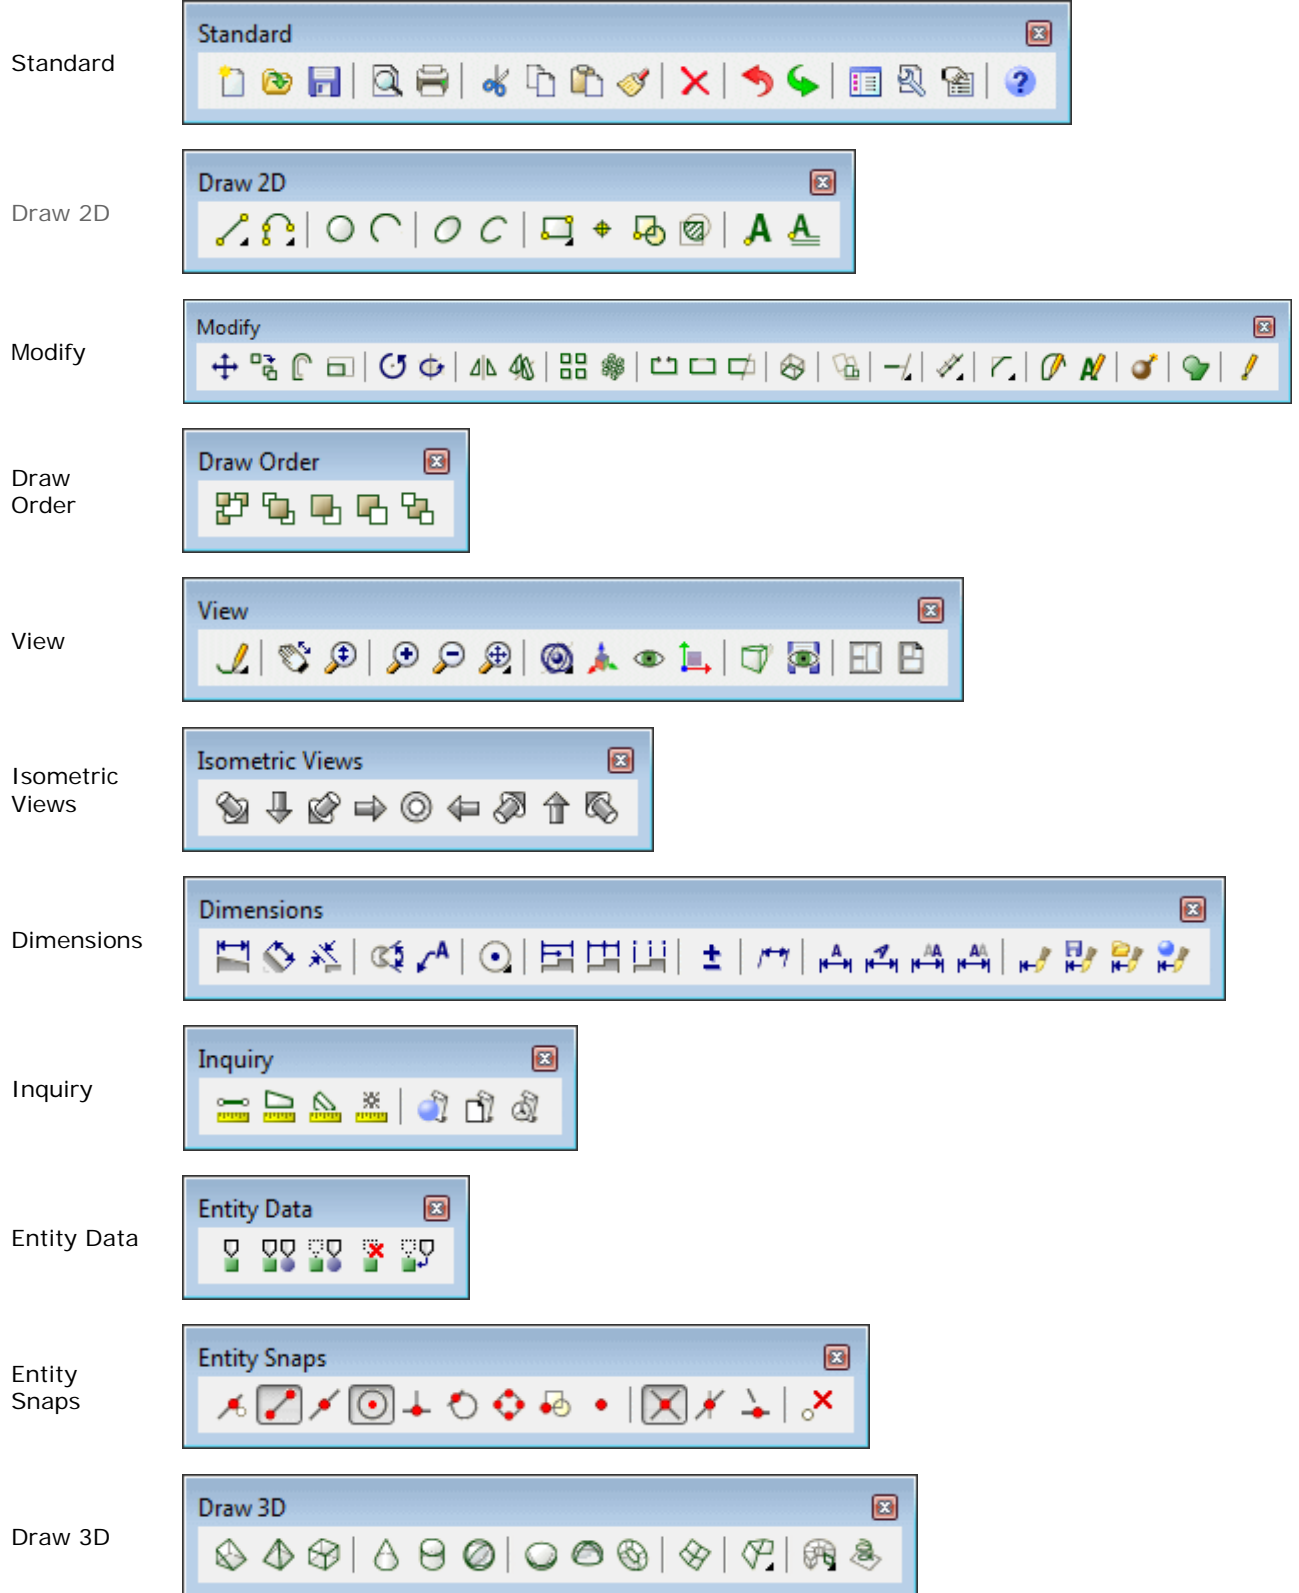 Standard
Standard
Draw 2D
Draw 2D
Modify
Modify
Draw
Order
Draw Order
View
View
Isometric
Views
Isometric Views
Dimensions
Dimensions
Inquiry
Inquiry
Entity Data
Entity Data
Entity
Snaps
Entity Snaps
Draw 3D
Draw 3D